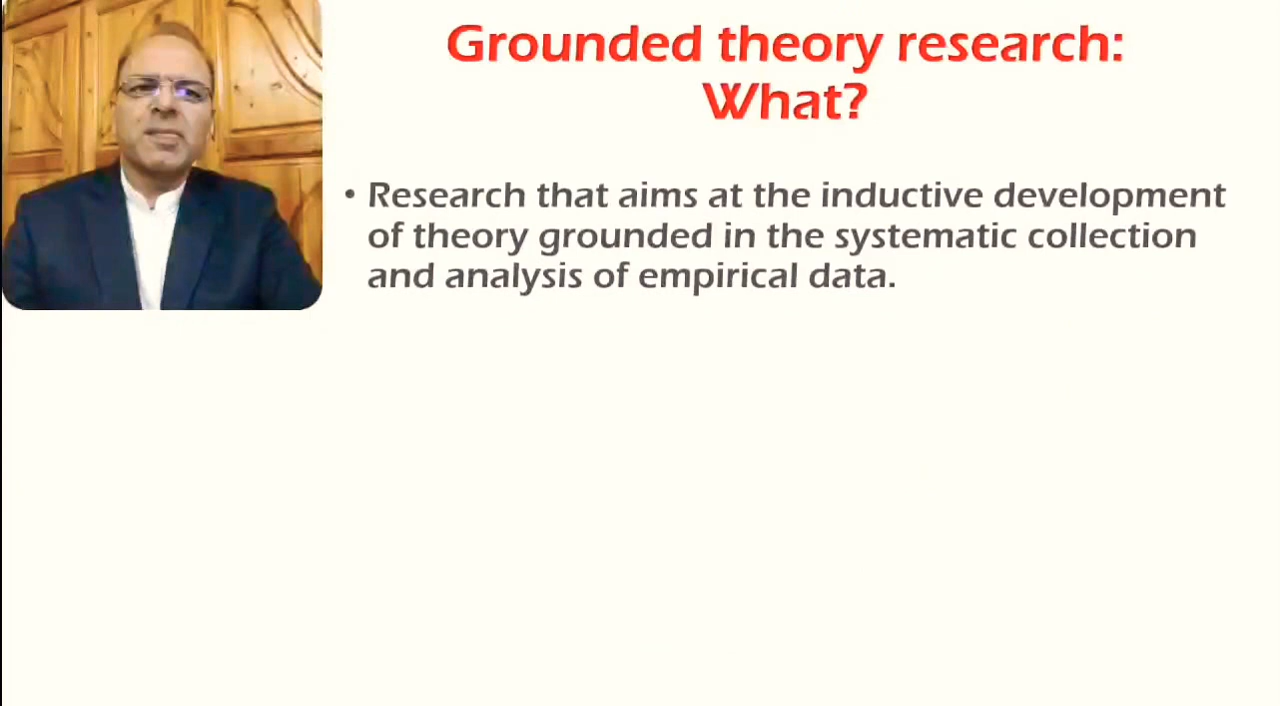 Grounded theory research:
What?
• Research that aims at the inductive development
of theory grounded in the systematic collection
and analysis of empirical data.